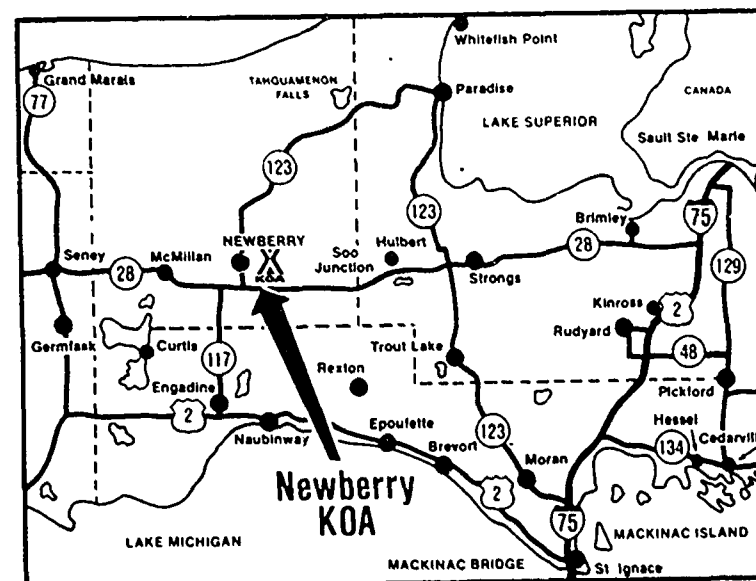 Whitefish Point
Grand Marais
TAHQUAMENON
FALLS
Paradise
CANADA
77
LAKE SUPERIOR
Sault Ste Marie
123
123
Brimley
75
NEWBERRY
Soo
Junction
Hulbert
28
Seney
28
McMillan
KOA
Strongs
129
Kinross
2
Germfask
Curtis
117
Rudyard
48
Trout Lake
Rexton
Pickford
Engadine
2
Naubinway
Epoufette
Brevort
123
Moran
Hessel
134
Cedarville
Newberry
KOA
2
75
MACKINAC ISLAND
LAKE MICHIGAN
MACKINAC BRIDGE
St Ignace